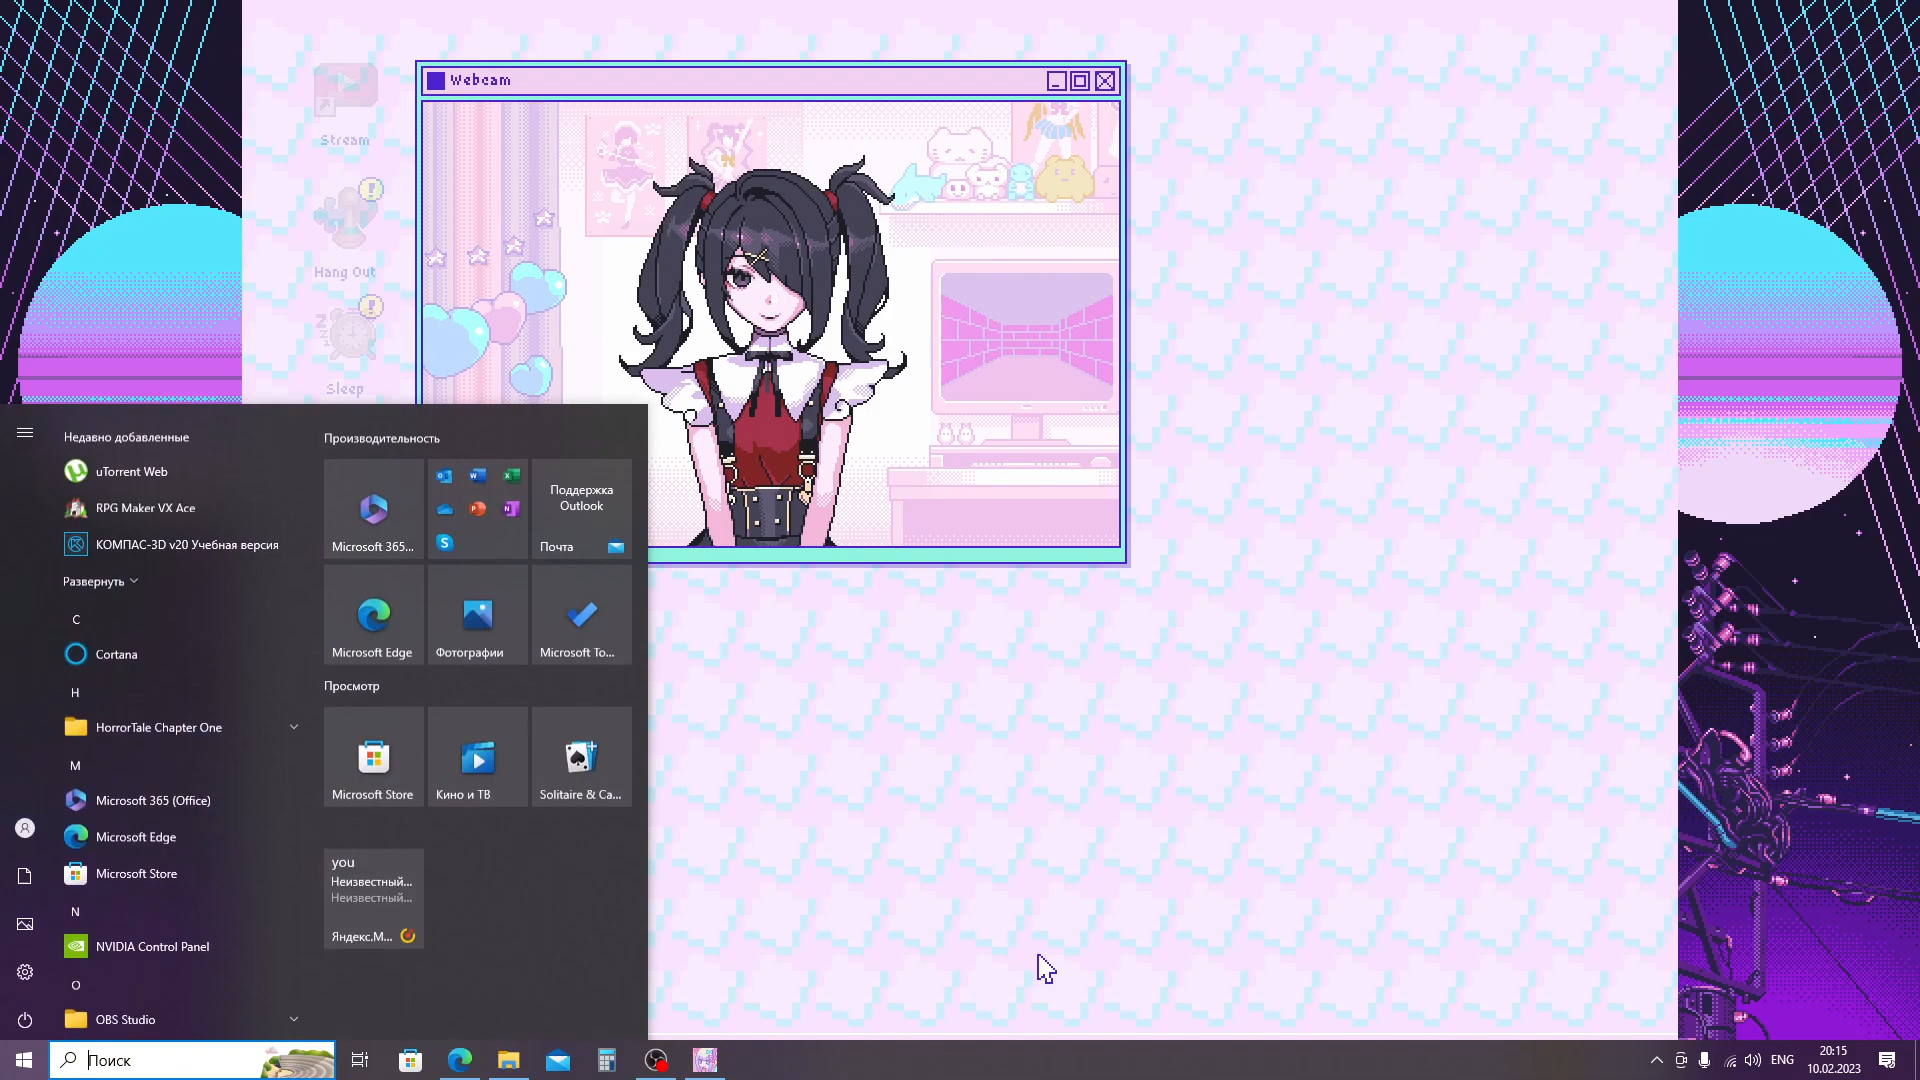 Webcam
Stream
Hang Out
Sleep
Недавно добавленные
uTorrent Web
RPG Maker VX Ace
КОМПАС-3D v20 Учебная версия
Развернуть
C
Cortana
H
HorrorTale Chapter One
M
Microsoft 365 (Office)
Microsoft Edge
Microsoft Store
N
NVIDIA Control Panel
O
OBS Studio
Производительность
Microsoft 365...
Поддержка
Outlook
Почта
Microsoft Edge
Фотографии
Microsoft To...
Просмотр
Microsoft Store
Кино и ТВ
Solitaire & Ca...
you
Неизвестный...
Неизвестный...
Яндекс.М...
Поиск
ENG
20:15
10.02.2023